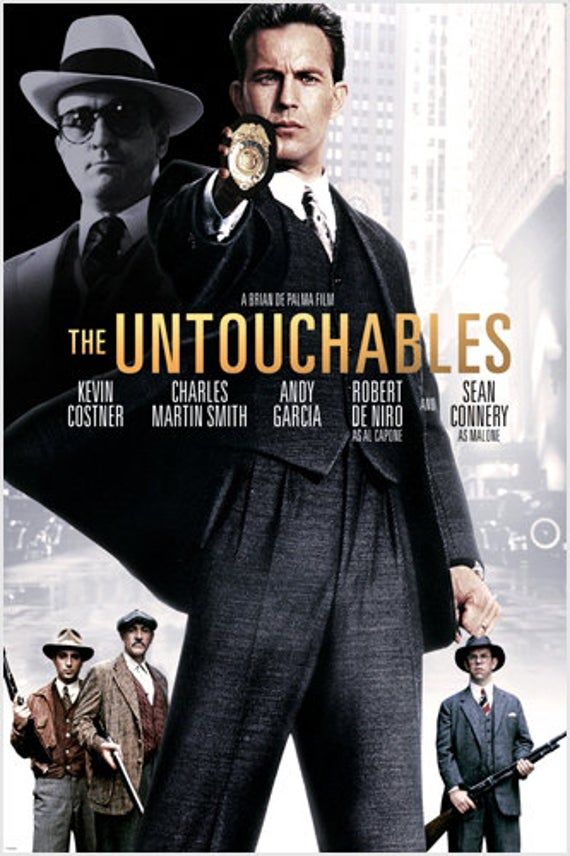 A BRIAN DE PALMA FILM
THE UNTOUCHABLES
KEVIN COSTNER
CHARLES MARTIN SMITH
ANDY GARCIA
ROBERT DE NIRO
AS AL CAPONE
AND
SEAN CONNERY
AS MALONE